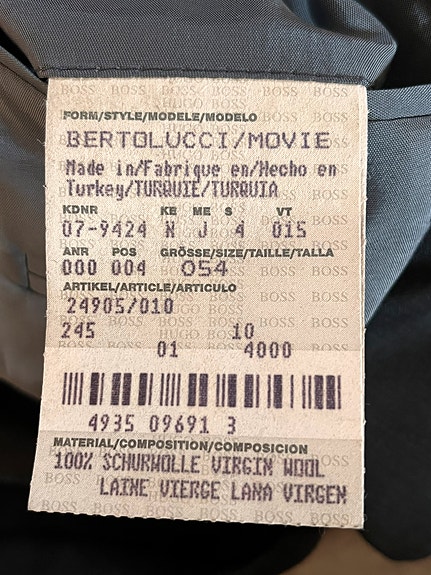 FORM/STYLE/MODELE/MODELO
BERTOLUCCI/MOVIE
Made in/Fabrique en/Hecho en
Turkey/TURQUIE/TURQUIA
KDNR KE ME S VT
07-9424 N J 4 015
ANR POS GRÖSSE/SIZE/TAILLE/TALLA
000 004 054
ARTIKEL/ARTICLE/ARTICULO
24905/010
245 10
01 4000
4935 09691 3
MATERIAL/COMPOSITION/COMPOSICION
100% SCHURWOLLE VIRGIN WOOL
LAINE VIERGE LANA VIRGEN